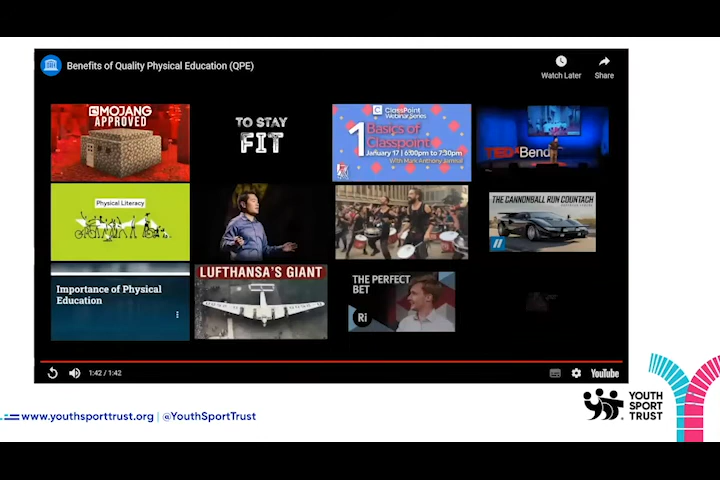 Benefits of Quality Physical Education (QPE)
Watch Later
Share
MOJANG
APPROVED
TO STAY
FIT
ClassPoint
Webinar Series
1 Basics of
Classpoint
January 17 | 6:00pm to 7:30pm
With Mark Anthony Jamisal
TEDxBend
Physical Literacy
THE CANNONBALL RUN COUNTACH
Importance of Physical
Education
LUFTHANSA'S GIANT
THE PERFECT
BET
Ri
1:42 / 1:42
YouTube
YOUTH
SPORT
TRUST
www.youthsporttrust.org | @YouthSportTrust